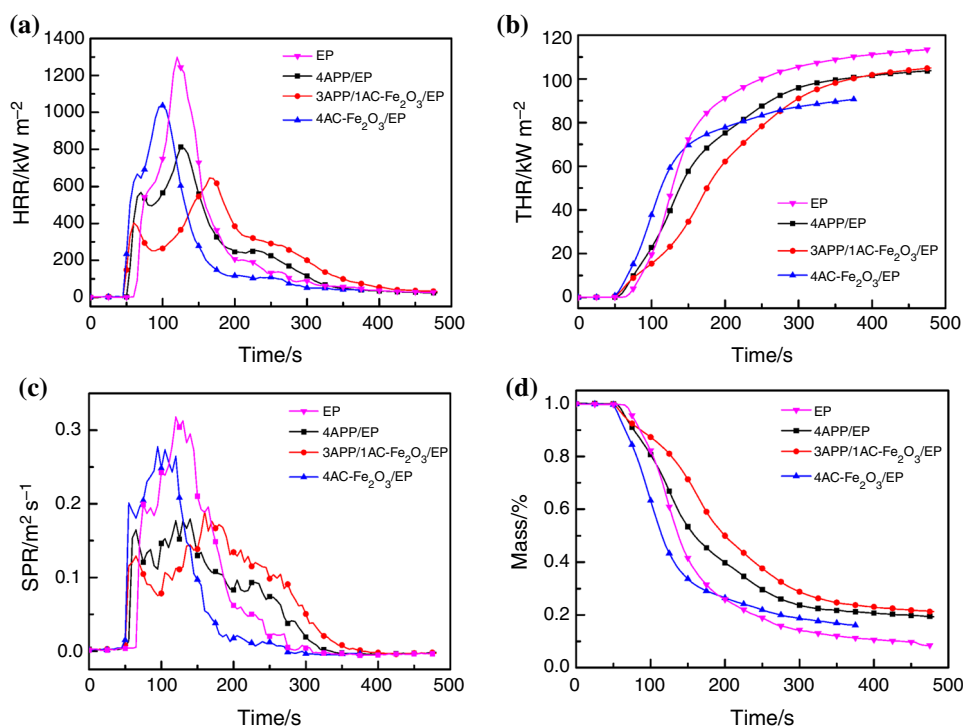 (a)
HRR/kW m⁻²
1400
1200
1000
800
600
400
200
0
0 100 200 300 400 500
Time/s
EP
4APP/EP
3APP/1AC-Fe₂O₃/EP
4AC-Fe₂O₃/EP
(b)
THR/kW m⁻²
120
100
80
60
40
20
0
0 100 200 300 400 500
Time/s
EP
4APP/EP
3APP/1AC-Fe₂O₃/EP
4AC-Fe₂O₃/EP
(c)
SPR/m² s⁻¹
0.3
0.2
0.1
0.0
0 100 200 300 400 500
Time/s
EP
4APP/EP
3APP/1AC-Fe₂O₃/EP
4AC-Fe₂O₃/EP
(d)
Mass/%
1.0
0.8
0.6
0.4
0.2
0.0
0 100 200 300 400 500
Time/s
EP
4APP/EP
3APP/1AC-Fe₂O₃/EP
4AC-Fe₂O₃/EP